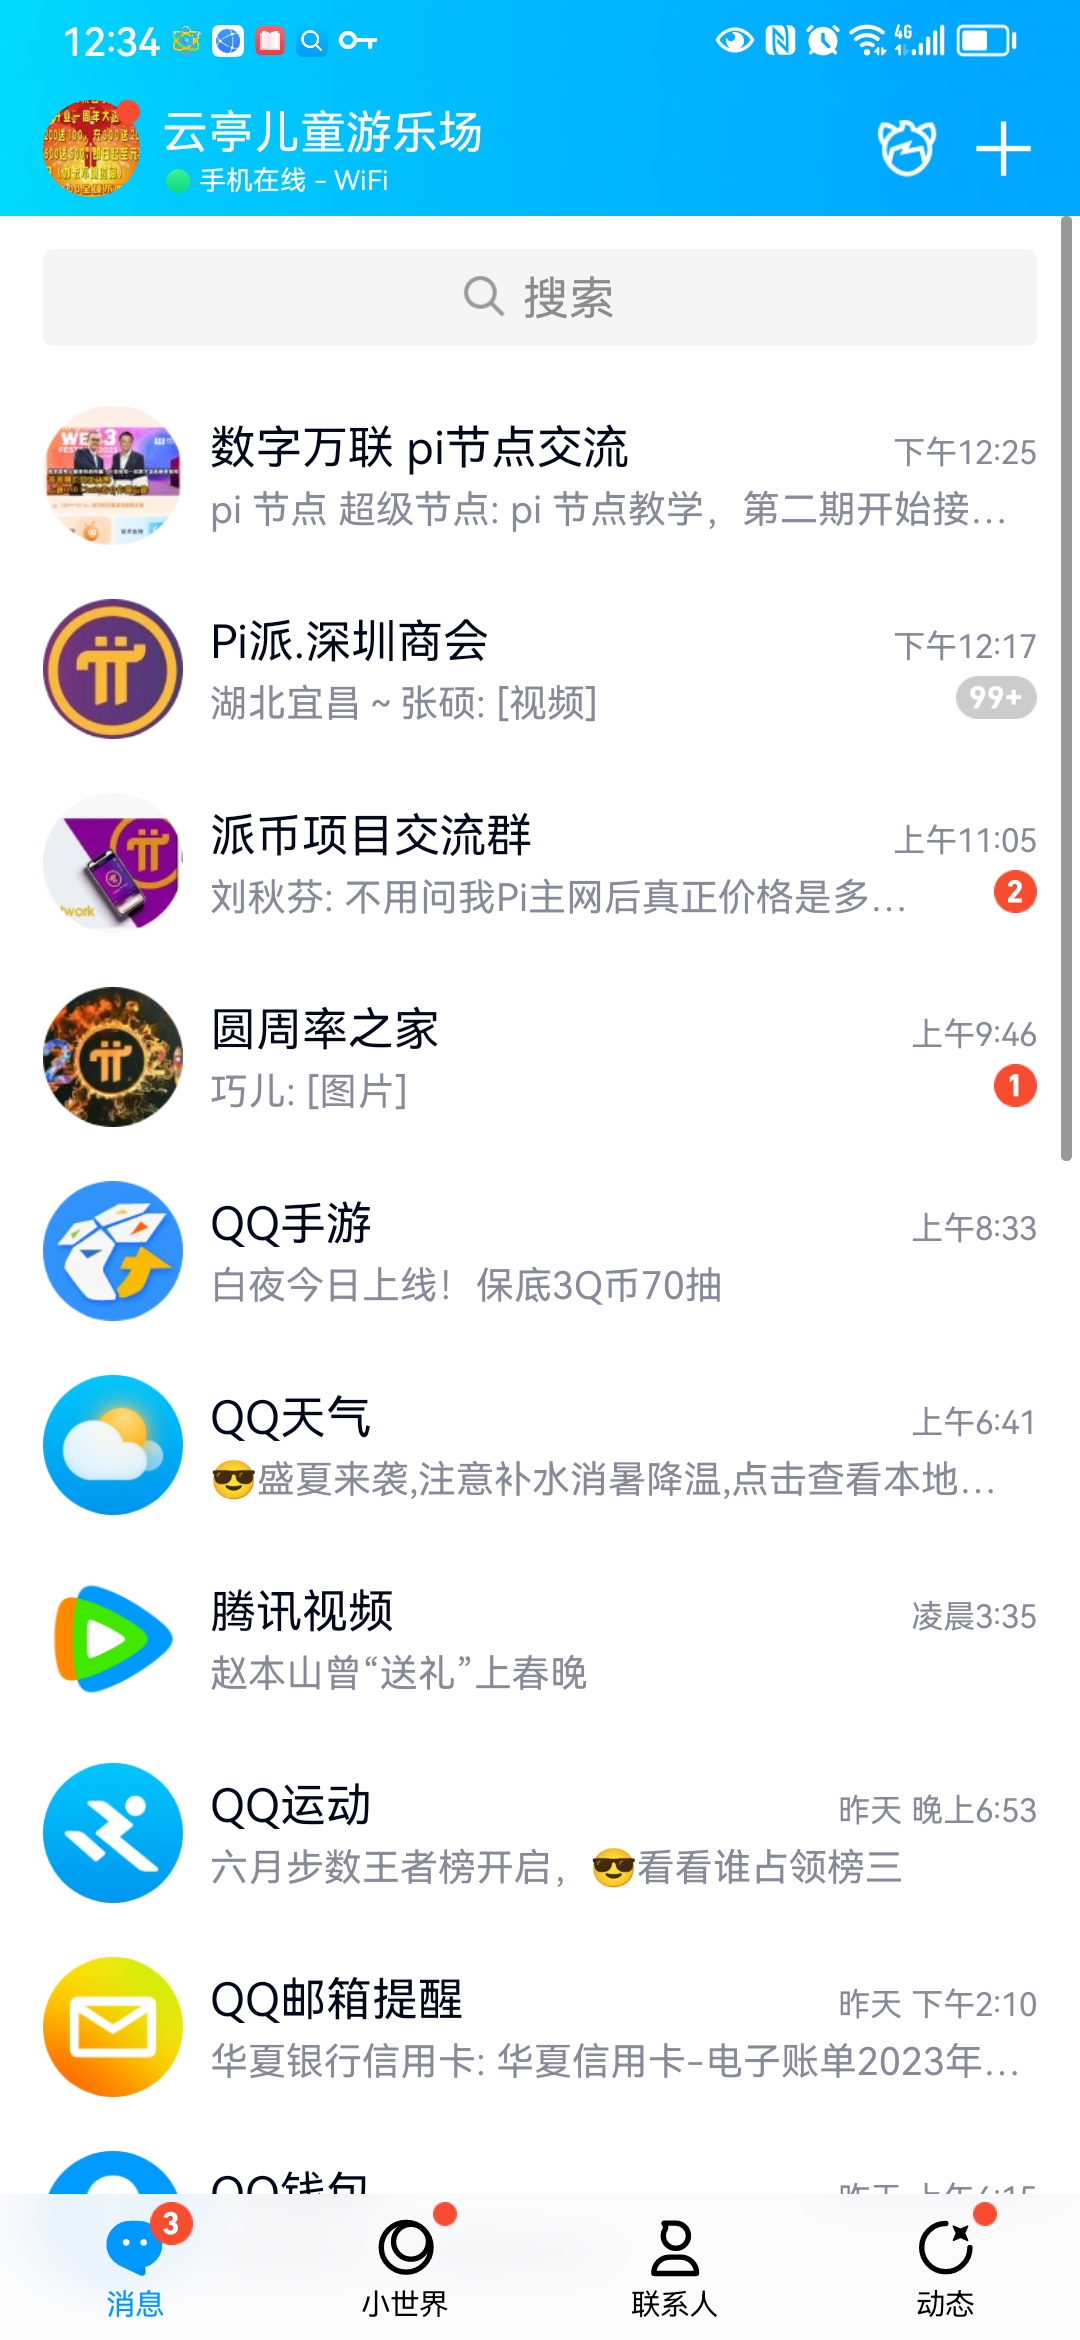 12:34
4G
云亭儿童游乐场
手机在线 - WiFi
搜索
数字万联 pi节点交流
下午12:25
pi 节点 超级节点: pi 节点教学，第二期开始接...
Pi派.深圳商会
下午12:17
湖北宜昌 ~ 张硕: [视频]
99+
派币项目交流群
上午11:05
刘秋芬: 不用问我Pi主网后真正价格是多...
2
圆周率之家
上午9:46
巧儿: [图片]
1
QQ手游
上午8:33
白夜今日上线！保底3Q币70抽
QQ天气
上午6:41
😎盛夏来袭,注意补水消暑降温,点击查看本地...
腾讯视频
凌晨3:35
赵本山曾“送礼”上春晚
QQ运动
昨天 晚上6:53
六月步数王者榜开启，😎看看谁占领榜三
QQ邮箱提醒
昨天 下午2:10
华夏银行信用卡: 华夏信用卡-电子账单2023年...
QQ钱包
昨天 上午6:15
3
消息
小世界
联系人
动态